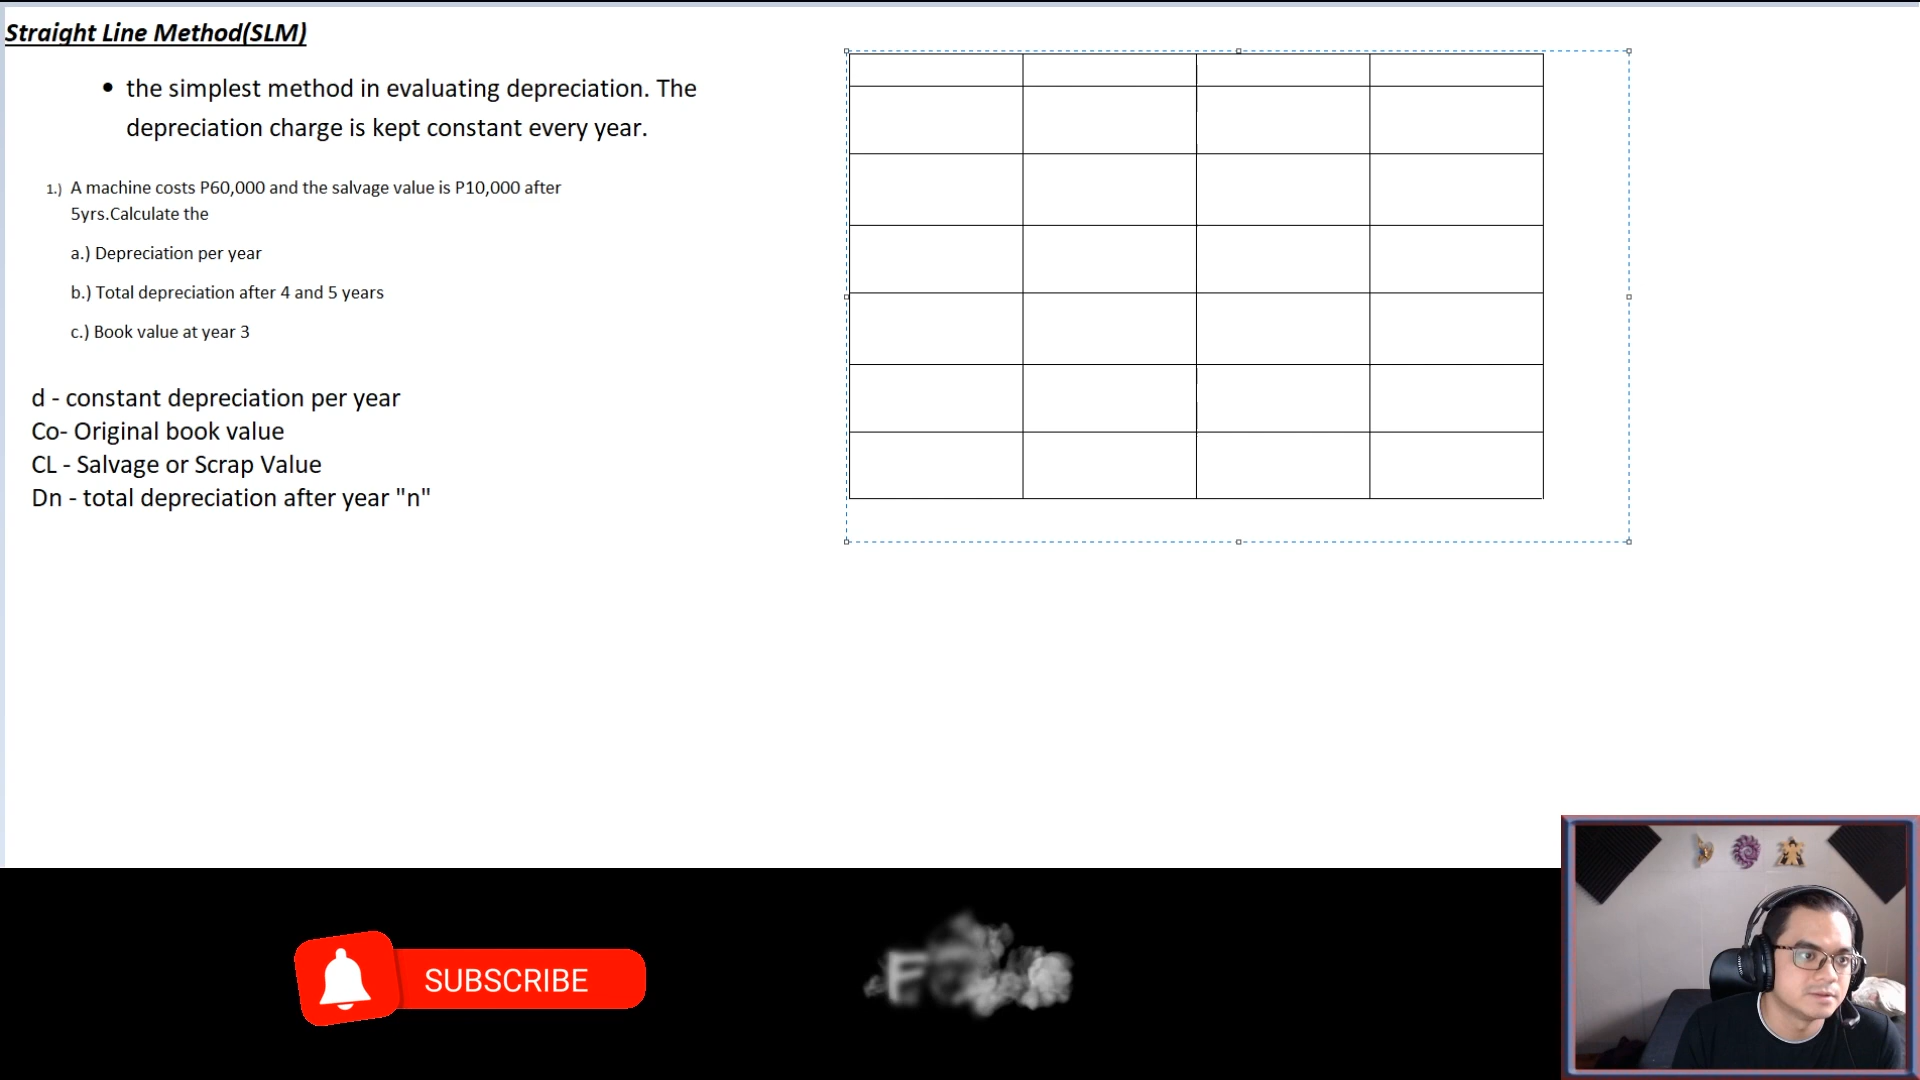 Straight Line Method(SLM)
• the simplest method in evaluating depreciation. The
depreciation charge is kept constant every year.
1.) A machine costs P60,000 and the salvage value is P10,000 after
5yrs.Calculate the
a.) Depreciation per year
b.) Total depreciation after 4 and 5 years
c.) Book value at year 3
d - constant depreciation per year
Co- Original book value
CL - Salvage or Scrap Value
Dn - total depreciation after year "n"
SUBSCRIBE